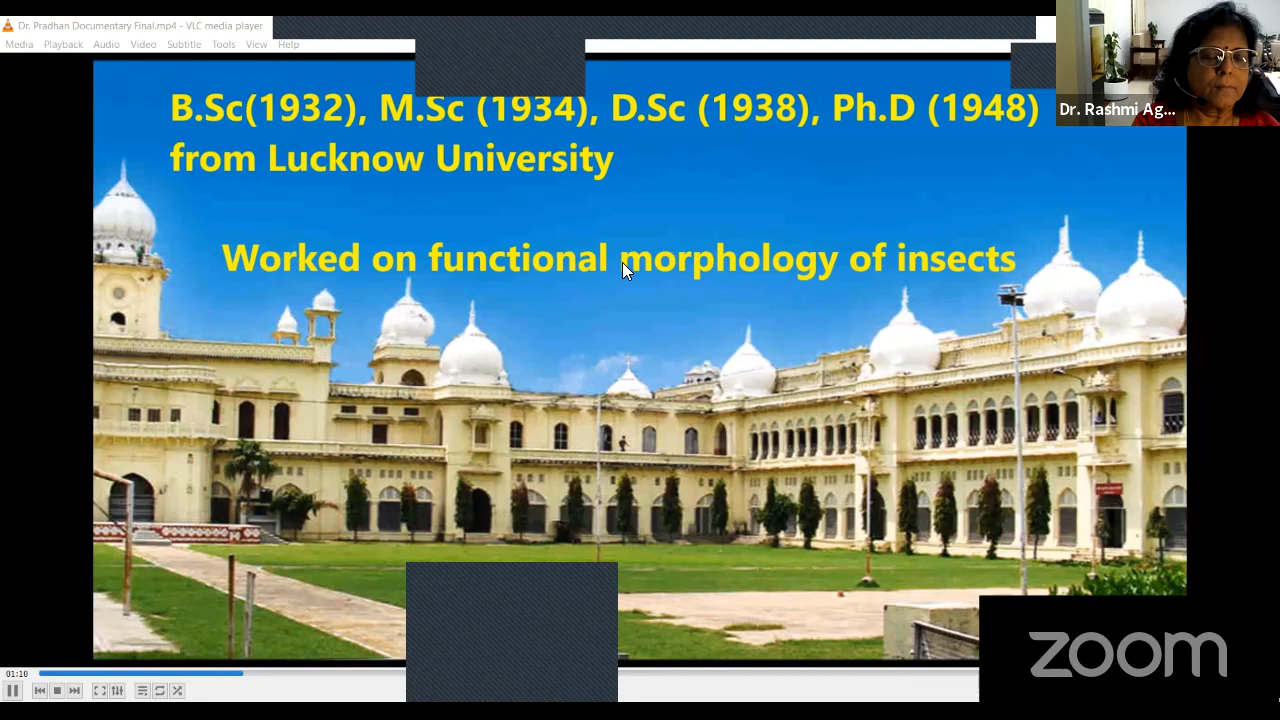 Dr. Pradhan Documentary Final.mp4 - VLC media player
Media Playback Audio Video Subtitle Tools View Help
B.Sc(1932), M.Sc (1934), D.Sc (1938), Ph.D (1948)
from Lucknow University
Worked on functional morphology of insects
Dr. Rashmi Ag...
01:10
zoom